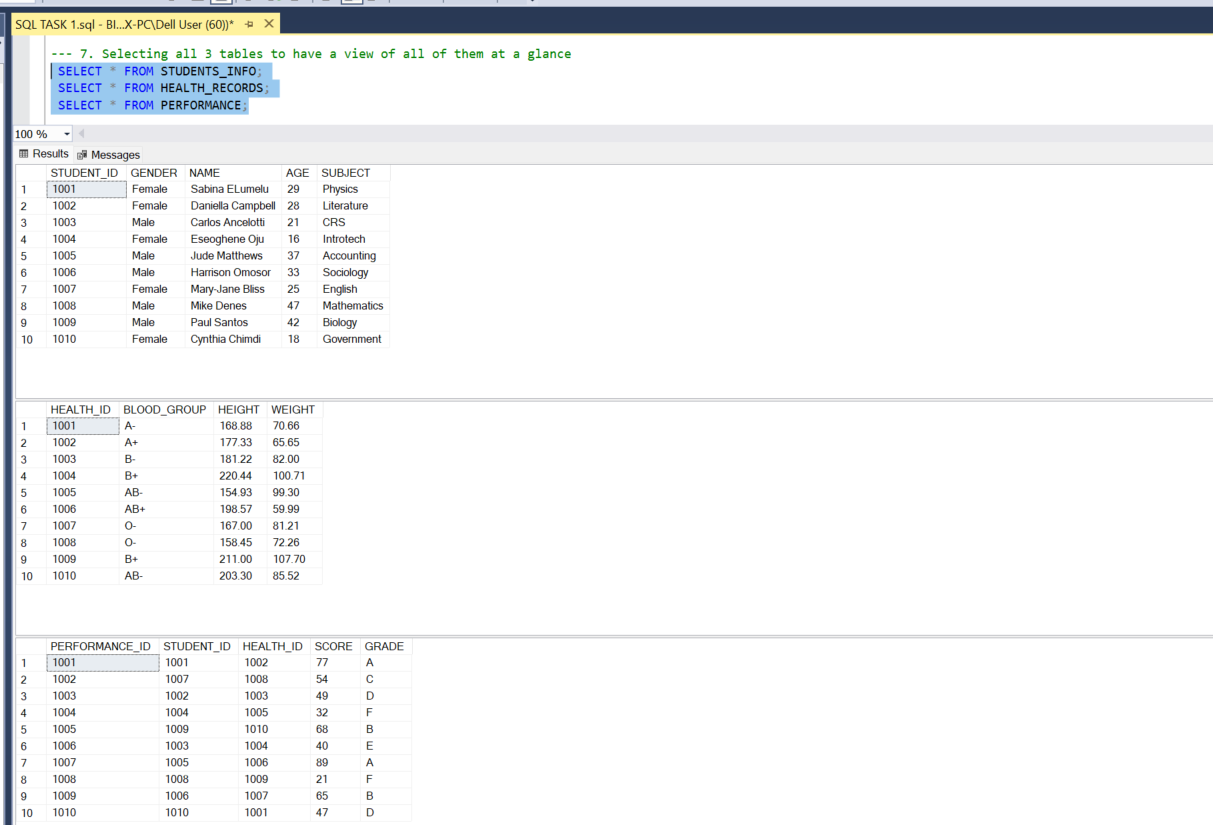 SQL TASK 1.sql - BI...X-PC\Dell User (60))*
--- 7. Selecting all 3 tables to have a view of all of them at a glance
SELECT * FROM STUDENTS_INFO;
SELECT * FROM HEALTH_RECORDS;
SELECT * FROM PERFORMANCE;
100 %
Results Messages
STUDENT_ID GENDER NAME AGE SUBJECT
1 1001 Female Sabina ELumelu 29 Physics
2 1002 Female Daniella Campbell 28 Literature
3 1003 Male Carlos Ancelotti 21 CRS
4 1004 Female Eseoghene Oju 16 Introtech
5 1005 Male Jude Matthews 37 Accounting
6 1006 Male Harrison Omosor 33 Sociology
7 1007 Female Mary-Jane Bliss 25 English
8 1008 Male Mike Denes 47 Mathematics
9 1009 Male Paul Santos 42 Biology
10 1010 Female Cynthia Chimdi 18 Government
HEALTH_ID BLOOD_GROUP HEIGHT WEIGHT
1 1001 A- 168.88 70.66
2 1002 A+ 177.33 65.65
3 1003 B- 181.22 82.00
4 1004 B+ 220.44 100.71
5 1005 AB- 154.93 99.30
6 1006 AB+ 198.57 59.99
7 1007 O- 167.00 81.21
8 1008 O- 158.45 72.26
9 1009 B+ 211.00 107.70
10 1010 AB- 203.30 85.52
PERFORMANCE_ID STUDENT_ID HEALTH_ID SCORE GRADE
1 1001 1001 1002 77 A
2 1002 1007 1008 54 C
3 1003 1002 1003 49 D
4 1004 1004 1005 32 F
5 1005 1009 1010 68 B
6 1006 1003 1004 40 E
7 1007 1005 1006 89 A
8 1008 1008 1009 21 F
9 1009 1006 1007 65 B
10 1010 1010 1001 47 D